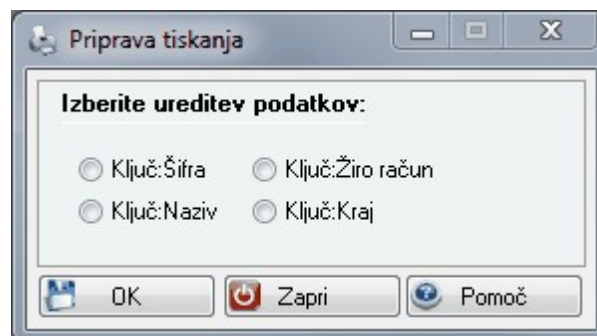 Priprava tiskanja
Izberite ureditev podatkov:
Ključ:Šifra Ključ:Žiro račun
Ključ:Naziv Ključ:Kraj
OK Zapri Pomoč